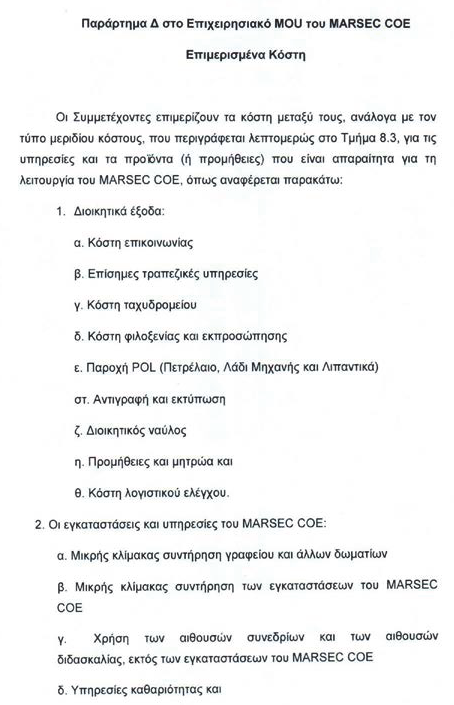 Παράρτημα Δ στο Επιχειρησιακό MOU του MARSEC COE
Επιμερισμένα Κόστη
Οι Συμμετέχοντες επιμερίζουν τα κόστη μεταξύ τους, ανάλογα με τον
τύπο μεριδίου κόστους, που περιγράφεται λεπτομερώς στο Τμήμα 8.3, για τις
υπηρεσίες και τα προϊόντα (ή προμήθειες) που είναι απαραίτητα για τη
λειτουργία του MARSEC COE, όπως αναφέρεται παρακάτω:
1. Διοικητικά έξοδα:
α. Κόστη επικοινωνίας
β. Επίσημες τραπεζικές υπηρεσίες
γ. Κόστη ταχυδρομείου
δ. Κόστη φιλοξενίας και εκπροσώπησης
ε. Παροχή POL (Πετρέλαιο, Λάδι Μηχανής και Λιπαντικά)
στ. Αντιγραφή και εκτύπωση
ζ. Διοικητικός ναύλος
η. Προμήθειες και μητρώα και
θ. Κόστη λογιστικού ελέγχου.
2. Οι εγκαταστάσεις και υπηρεσίες του MARSEC COE:
α. Μικρής κλίμακας συντήρηση γραφείου και άλλων δωματίων
β. Μικρής κλίμακας συντήρηση των εγκαταστάσεων του MARSEC
COE
γ. Χρήση των αιθουσών συνεδρίων και των αιθουσών
διδασκαλίας, εκτός των εγκαταστάσεων του MARSEC COE
δ. Υπηρεσίες καθαριότητας και